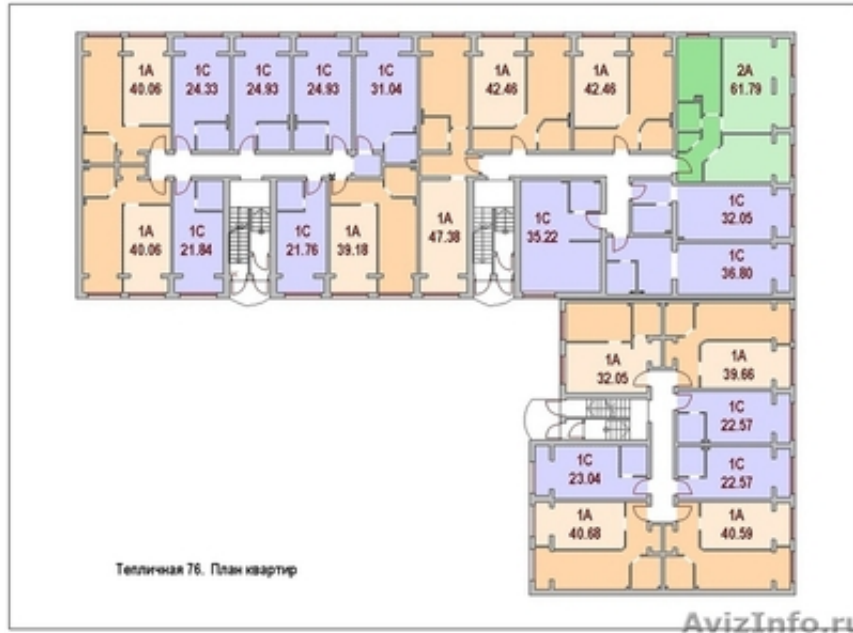 1А
40.06
1С
24.33
1С
24.93
1С
24.93
1С
31.04
1А
42.46
1А
42.46
2А
61.79
1А
40.06
1С
21.84
1С
21.76
1А
39.18
1А
47.38
1С
35.22
1С
32.05
1С
36.80
1А
32.05
1А
39.66
1С
22.57
1С
23.04
1С
22.57
1А
40.68
1А
40.59
Тепличная 76. План квартир
AvizInfo.ru